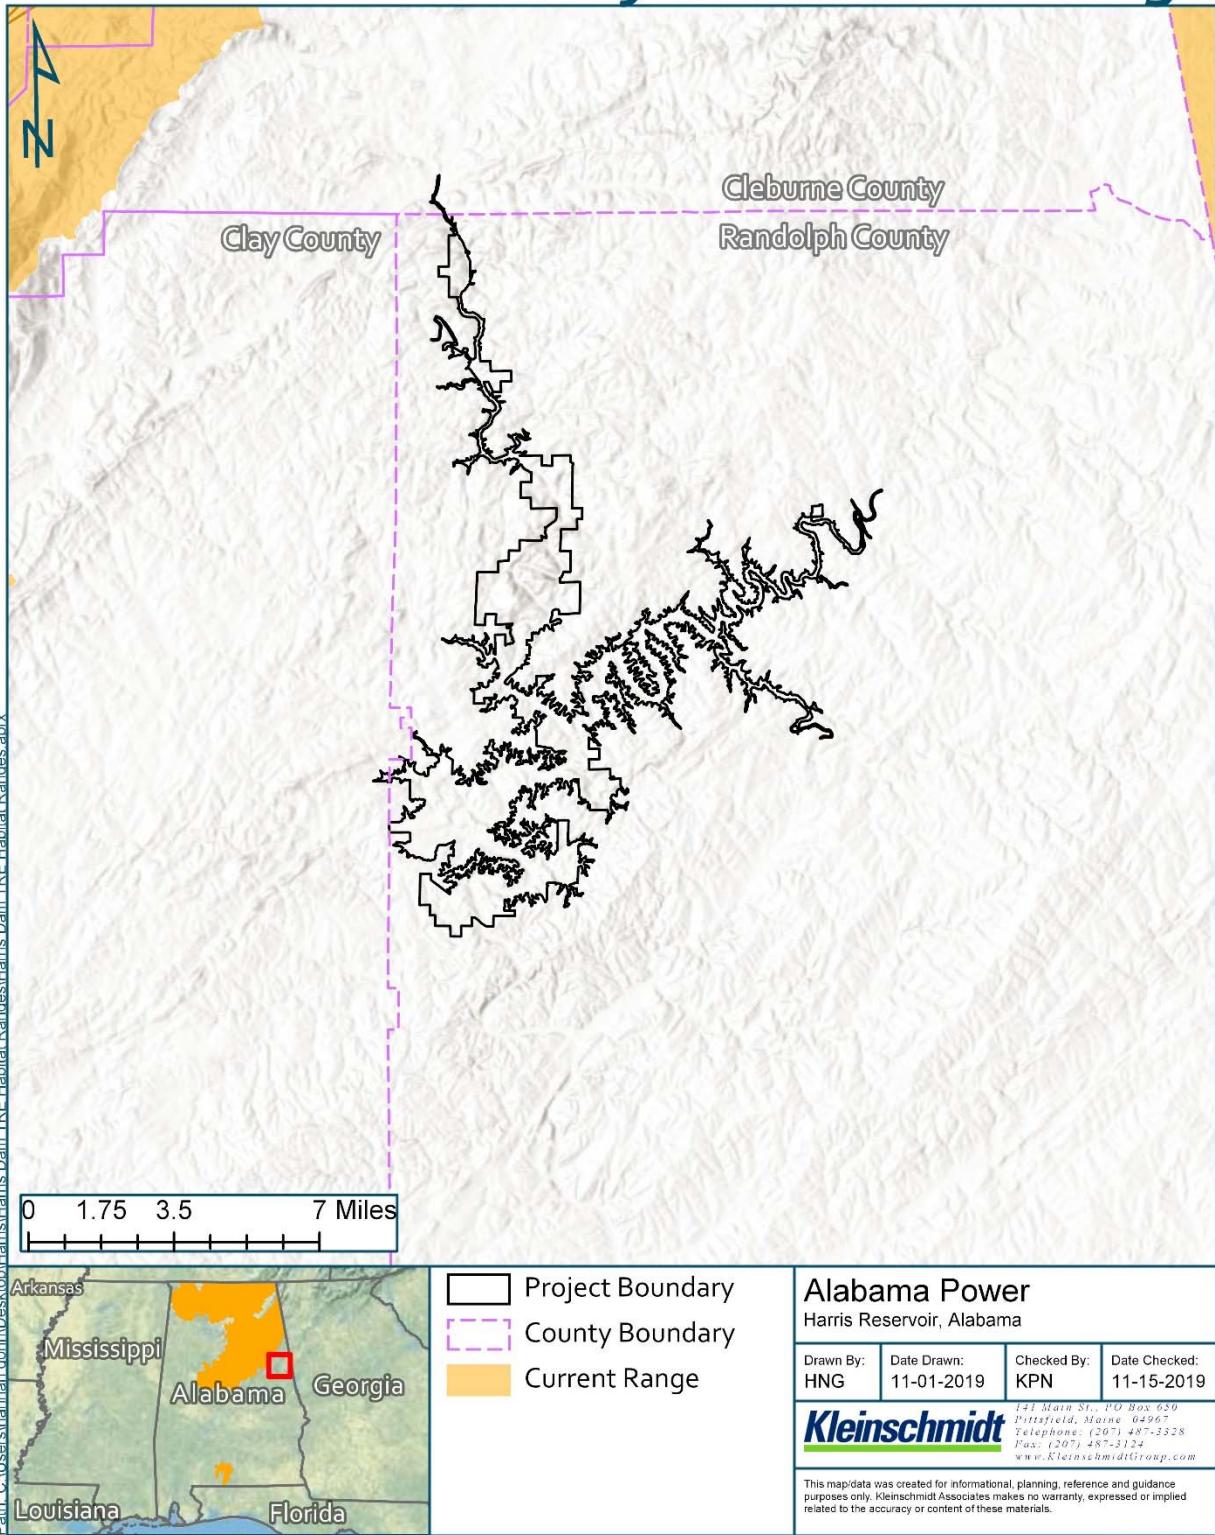 N
Cleburne County
Clay County
Randolph County
0 1.75 3.5 7 Miles
Arkansas
Mississippi
Alabama
Georgia
Louisiana
Florida
Project Boundary
County Boundary
Current Range
Alabama Power
Harris Reservoir, Alabama
Drawn By:
HNG
Date Drawn:
11-01-2019
Checked By:
KPN
Date Checked:
11-15-2019
Kleinschmidt
141 Main St., PO Box 650
Pittsfield, Maine 04967
Telephone: (207) 487-3328
Fax: (207) 487-3124
www.KleinschmidtGroup.com
This map/data was created for informational, planning, reference and guidance
purposes only. Kleinschmidt Associates makes no warranty, expressed or implied
related to the accuracy or content of these materials.